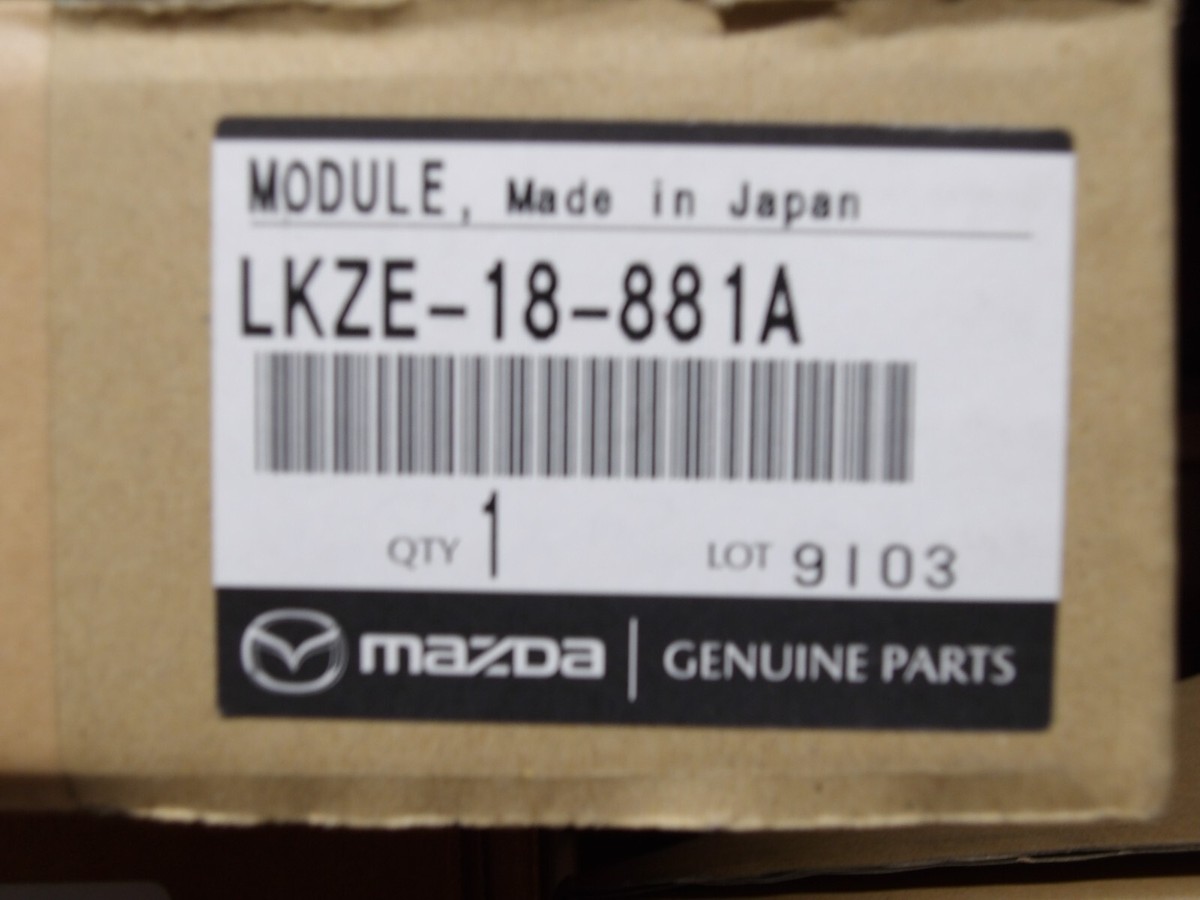 MODULE, Made in Japan
LKZE-18-881A
QTY 1 LOT 9103
mazda GENUINE PARTS